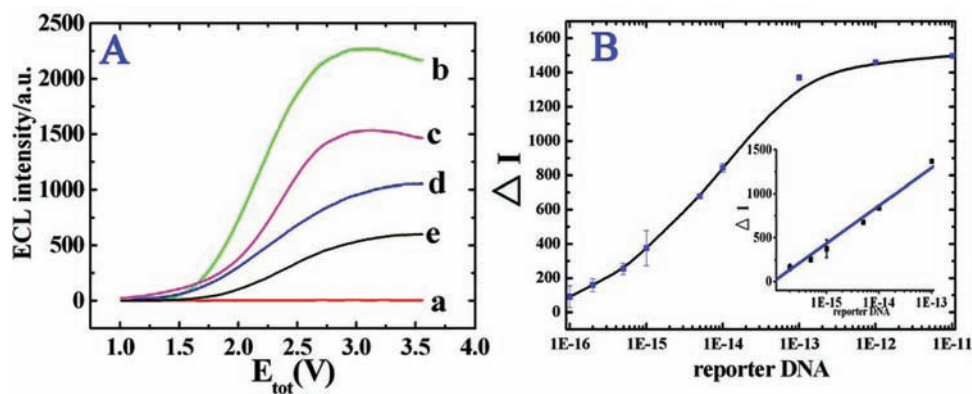 A
ECL intensity/a.u.
2500
2000
1500
1000
500
0
b
c
d
e
a
1.0 1.5 2.0 2.5 3.0 3.5 4.0
E_tot(V)
B
△ I
1600
1400
1200
1000
800
600
400
200
0
1E-16 1E-15 1E-14 1E-13 1E-12 1E-11
reporter DNA
△ I
1500
1000
500
0
1E-15 1E-14 1E-13
reporter DNA